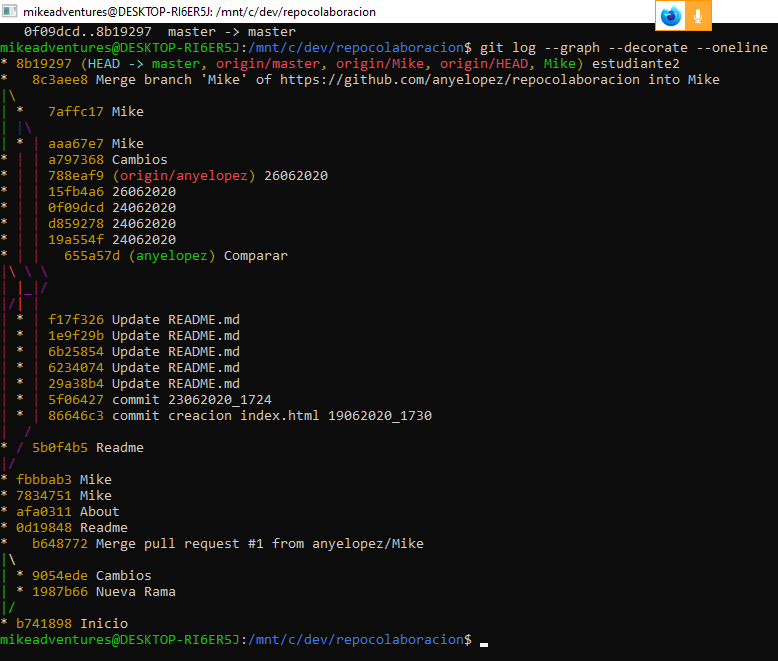 mikeadventures@DESKTOP-RI6ER5J: /mnt/c/dev/repocolaboracion
0f09dcd..8b19297  master -> master
mikeadventures@DESKTOP-RI6ER5J:/mnt/c/dev/repocolaboracion$ git log --graph --decorate --oneline
* 8b19297 (HEAD -> master, origin/master, origin/Mike, origin/HEAD, Mike) estudiante2
*   8c3aee8 Merge branch 'Mike' of https://github.com/anyelopez/repocolaboracion into Mike
|\
| *   7affc17 Mike
| |\
| * | aaa67e7 Mike
* | | a797368 Cambios
* | | 788eaf9 (origin/anyelopez) 26062020
* | | 15fb4a6 26062020
* | | 0f09dcd 24062020
* | | d859278 24062020
* | | 19a554f 24062020
* | |   655a57d (anyelopez) Comparar
|\ \ \
| |_|/
|/| |
| * | f17f326 Update README.md
| * | 1e9f29b Update README.md
| * | 6b25854 Update README.md
| * | 6234074 Update README.md
| * | 29a38b4 Update README.md
| * | 5f06427 commit 23062020_1724
| * | 86646c3 commit creacion index.html 19062020_1730
|  /
* / 5b0f4b5 Readme
|/
* fbbbab3 Mike
* 7834751 Mike
* afa0311 About
* 0d19848 Readme
*   b648772 Merge pull request #1 from anyelopez/Mike
|\
| * 9054ede Cambios
| * 1987b66 Nueva Rama
|/
* b741898 Inicio
mikeadventures@DESKTOP-RI6ER5J:/mnt/c/dev/repocolaboracion$